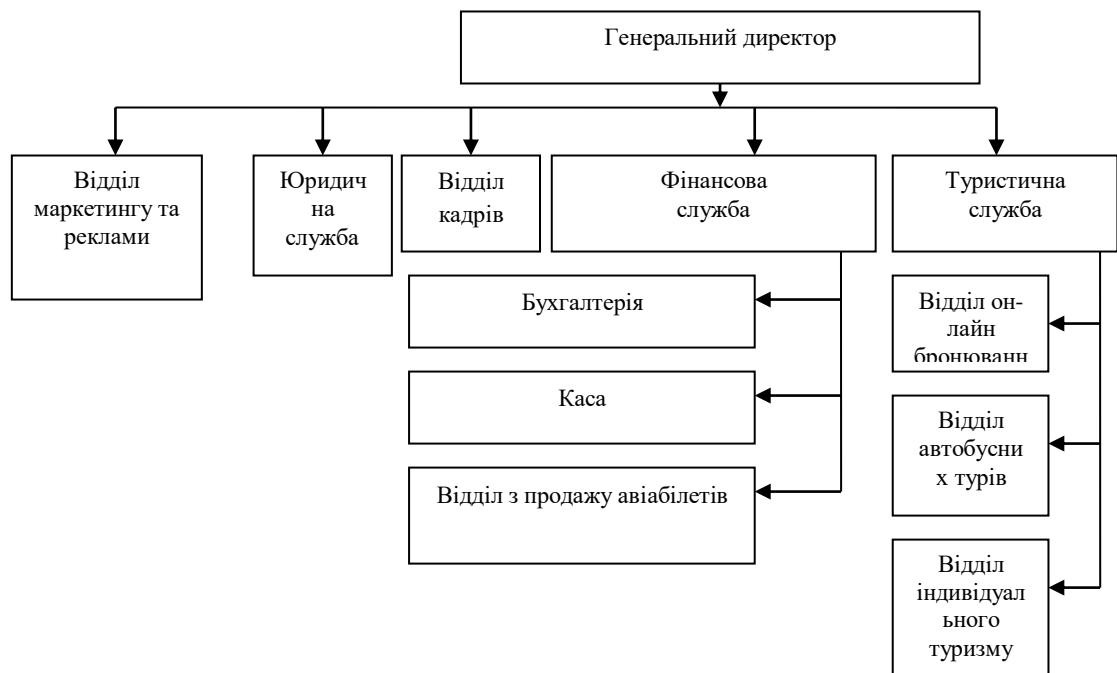 Генеральний директор
Відділ
маркетингу та
реклами
Юридич
на
служба
Відділ
кадрів
Фінансова
служба
Туристична
служба
Бухгалтерія
Каса
Відділ з продажу авіабілетів
Відділ он-
лайн
бронюванн
Відділ
автобусни
х турів
Відділ
індивідуал
ьного
туризму